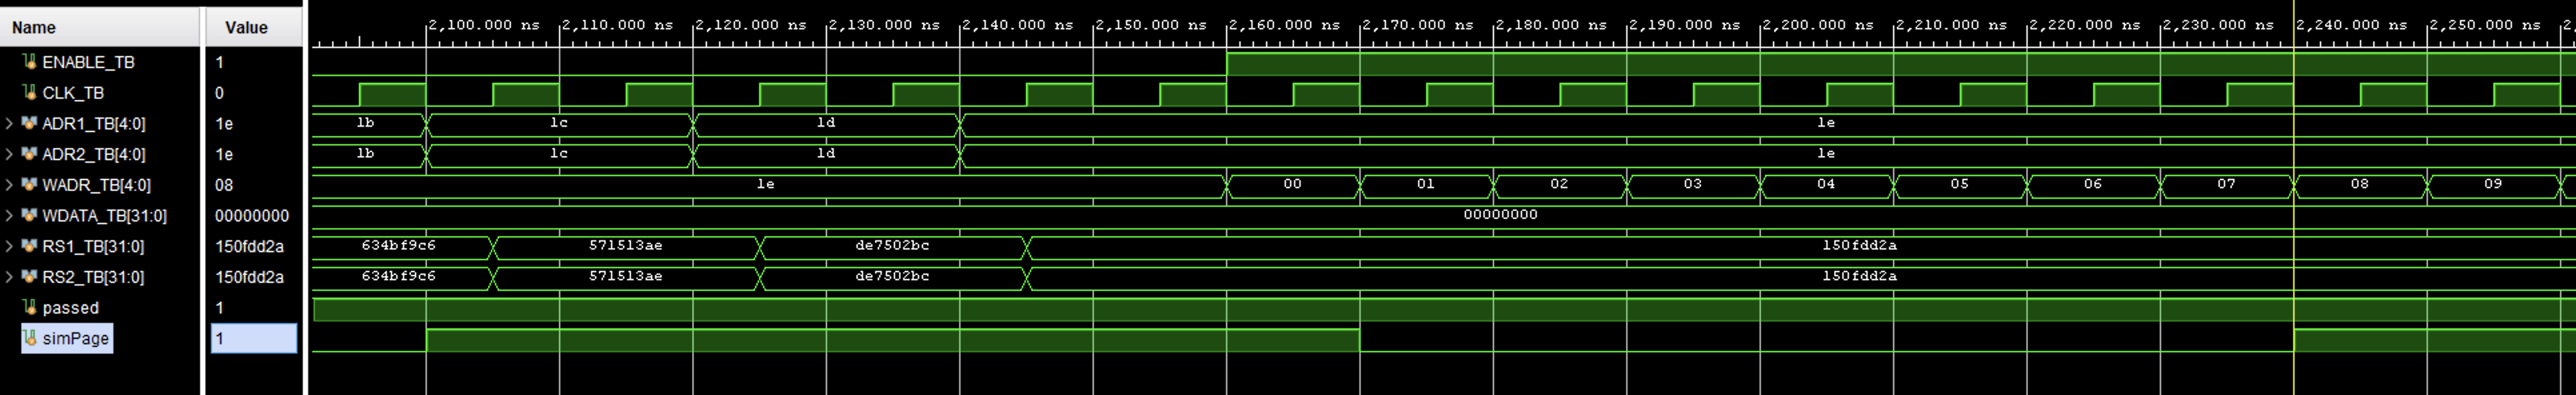 Name Value 2,100.000 ns 2,110.000 ns 2,120.000 ns 2,130.000 ns 2,140.000 ns 2,150.000 ns 2,160.000 ns 2,170.000 ns 2,180.000 ns 2,190.000 ns 2,200.000 ns 2,210.000 ns 2,220.000 ns 2,230.000 ns 2,240.000 ns 2,250.000 ns
ENABLE_TB 1
CLK_TB 0
ADR1_TB[4:0] 1e 1b 1c 1d 1e
ADR2_TB[4:0] 1e 1b 1c 1d 1e
WADR_TB[4:0] 08 1e 00 01 02 03 04 05 06 07 08 09
WDATA_TB[31:0] 00000000 00000000
RS1_TB[31:0] 150fdd2a 634bf9c6 571513ae de7502bc 150fdd2a
RS2_TB[31:0] 150fdd2a 634bf9c6 571513ae de7502bc 150fdd2a
passed 1
simPage 1